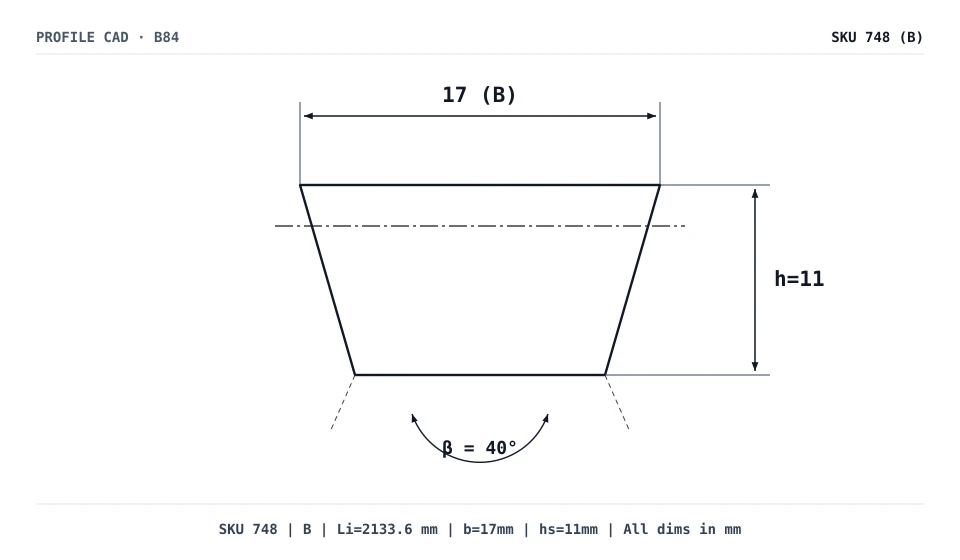 PROFILE CAD · B84
SKU 748 (B)
17 (B)
h=11
β = 40°
SKU 748 | B | Li=2133.6 mm | b=17mm | hs=11mm | All dims in mm